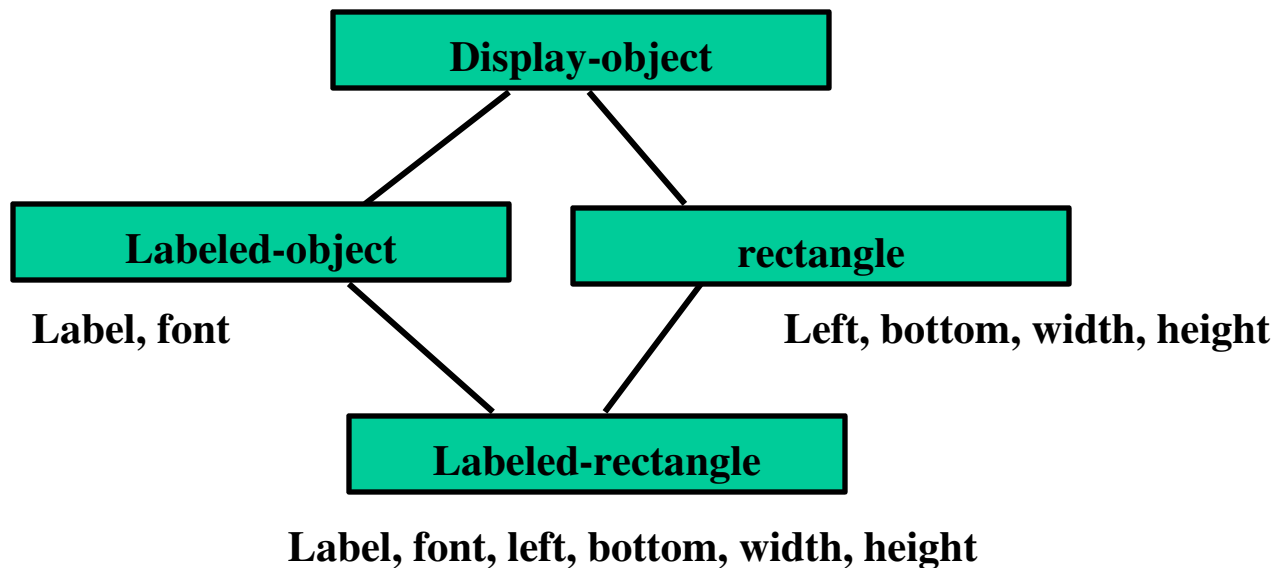 Display-object
Labeled-object
rectangle
Label, font
Left, bottom, width, height
Labeled-rectangle
Label, font, left, bottom, width, height